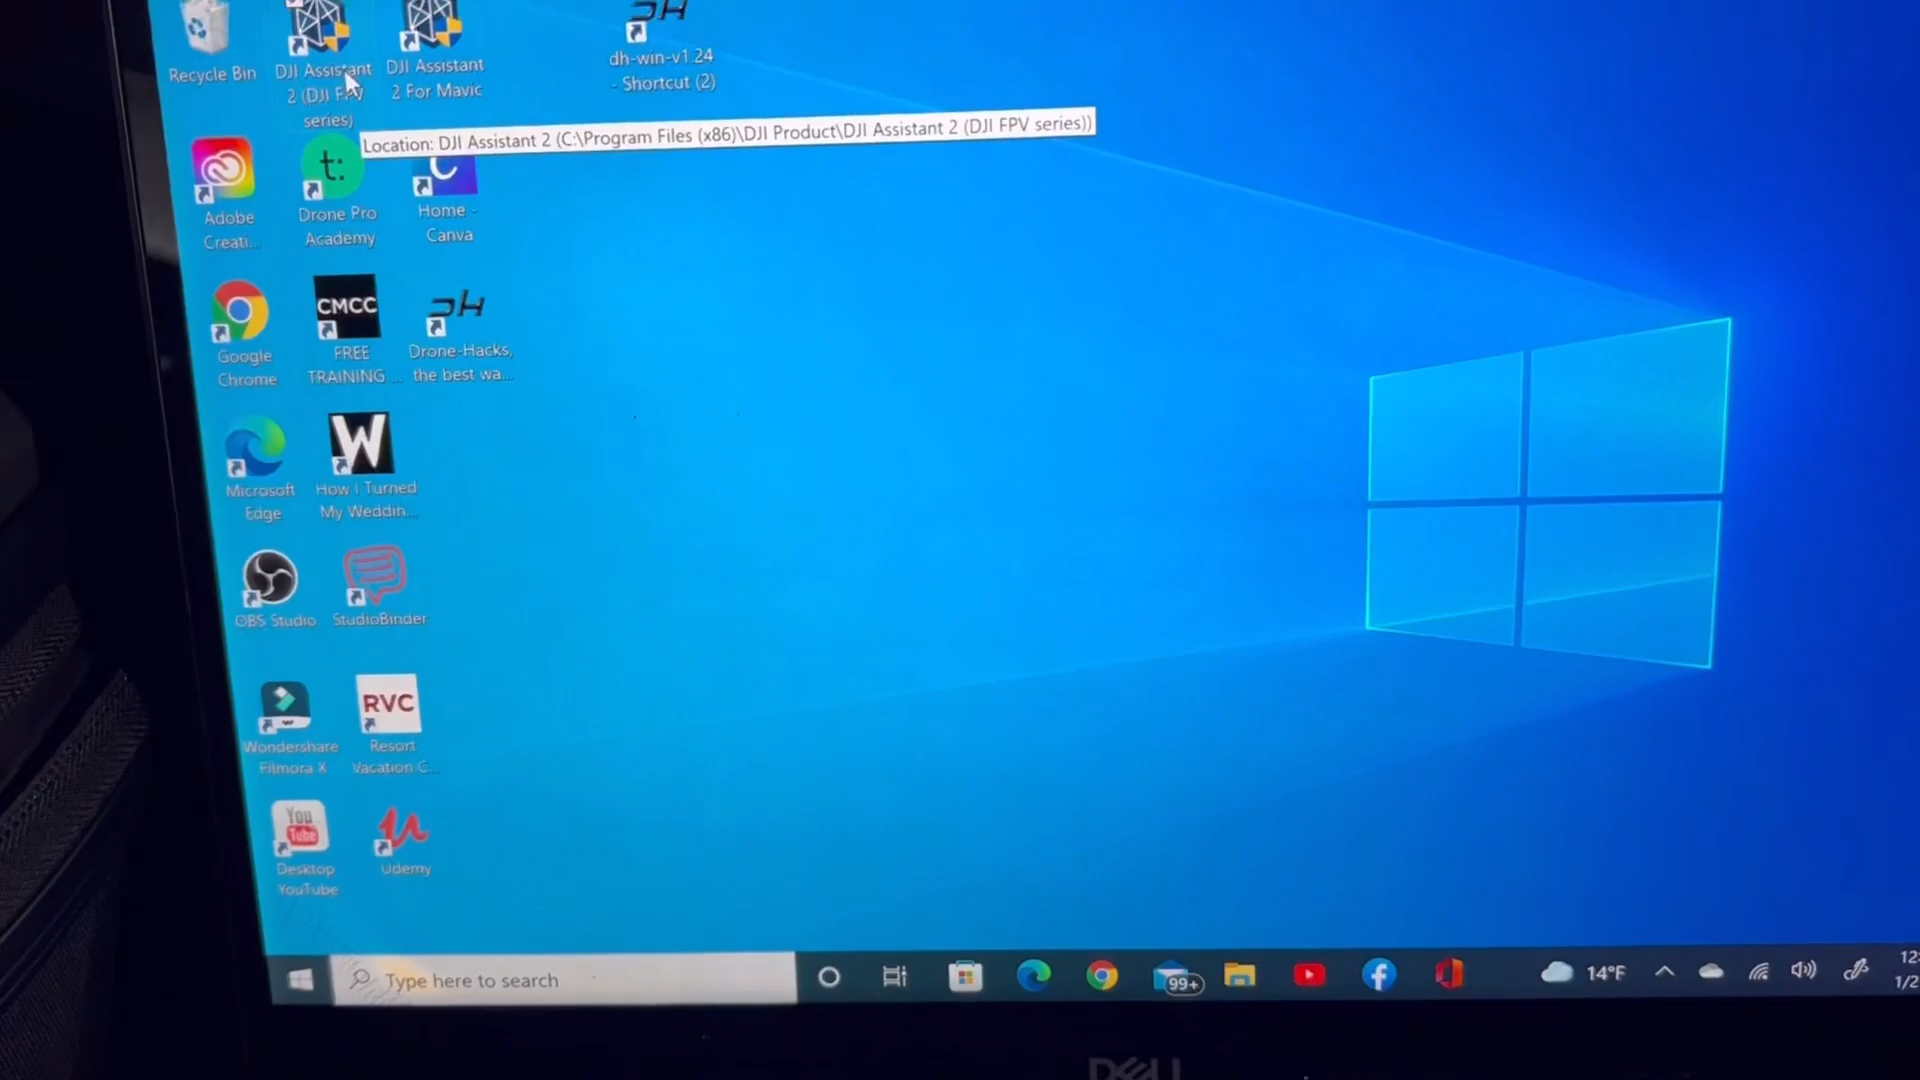 Recycle Bin
DJI Assistant
2 (DJI FPV
series)
DJI Assistant
2 For Mavic
dh-win-v1.24
- Shortcut (2)
Location: DJI Assistant 2 (C:\Program Files (x86)\DJI Product\DJI Assistant 2 (DJI FPV series))
Adobe
Creati...
t:
Drone Pro
Academy
Home -
Canva
Google
Chrome
CMCC
FREE
TRAINING ...
Drone-Hacks,
the best wa...
Microsoft
Edge
W
How I Turned
My Weddin...
OBS Studio
StudioBinder
Wondershare
Filmora X
RVC
Resort
Vacation C...
You
Tube
Desktop
YouTube
Udemy
Type here to search
99+
14°F
DELL